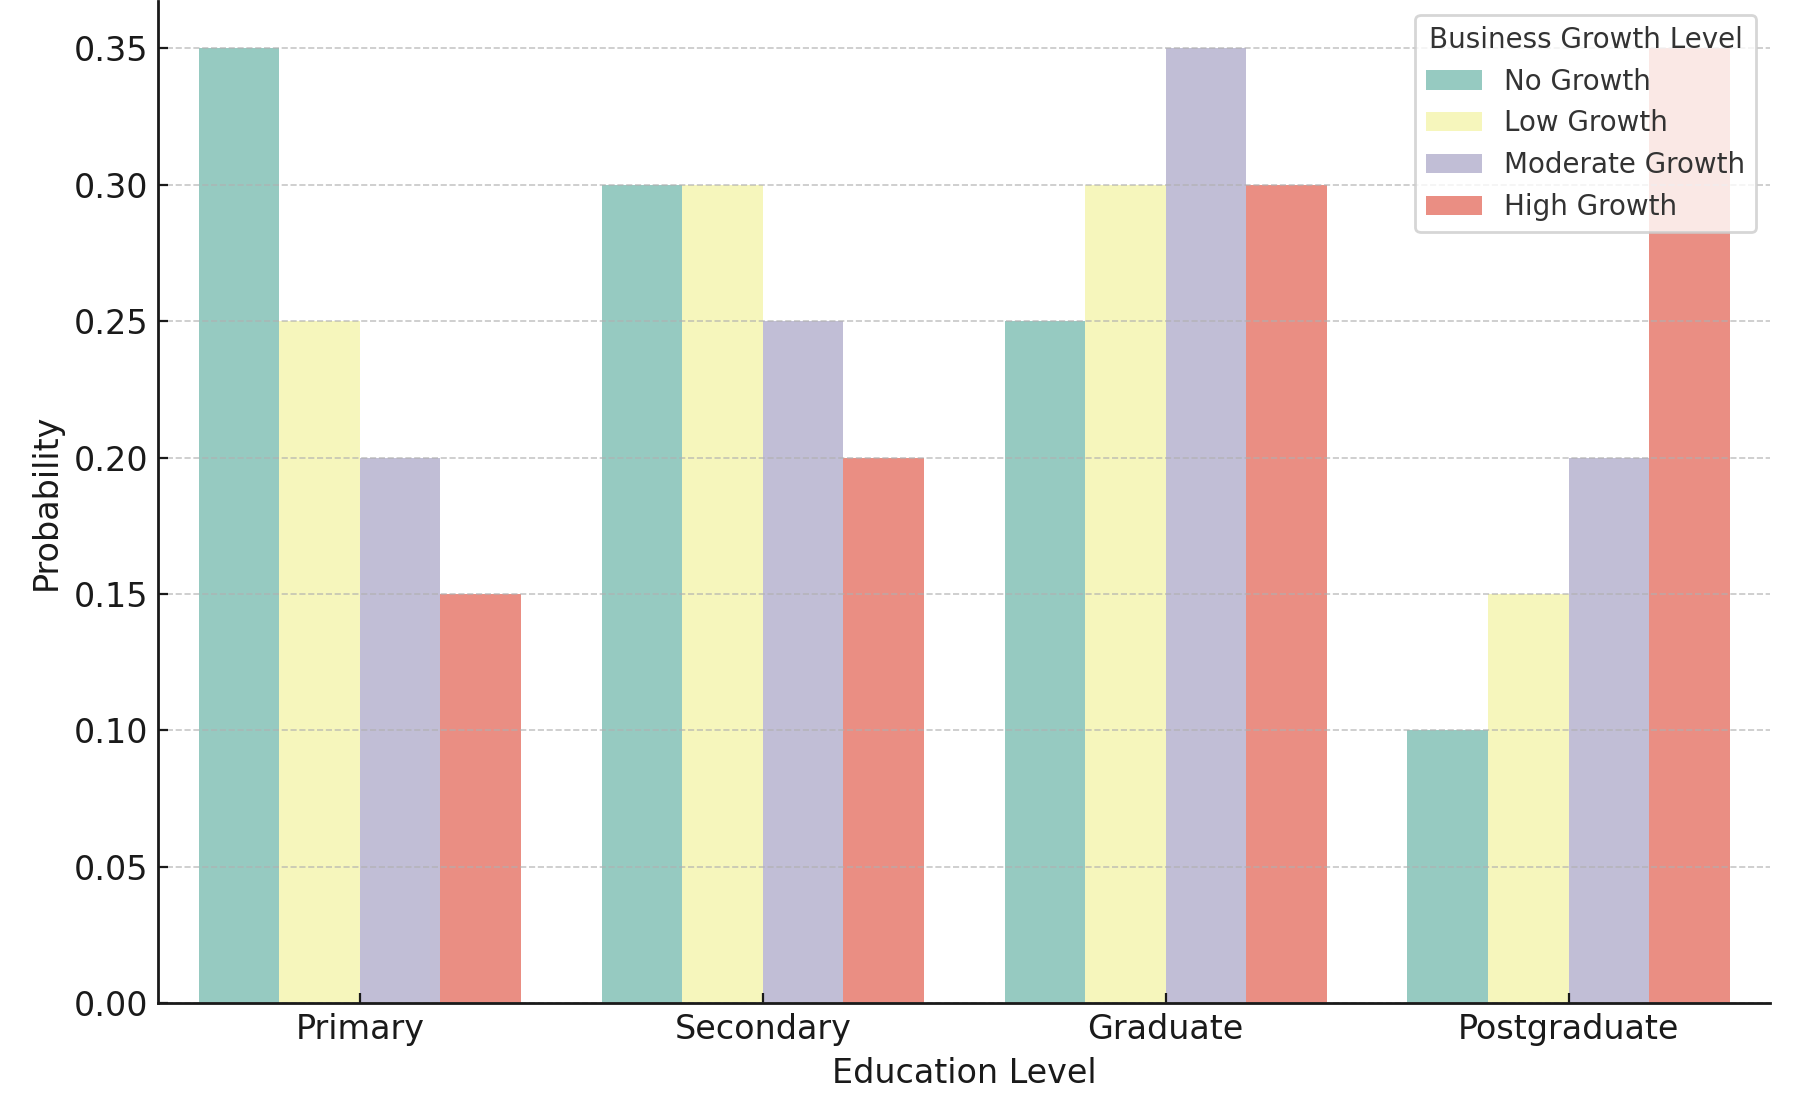 Business Growth Level
No Growth
Low Growth
Moderate Growth
High Growth
0.35
0.30
0.25
0.20
0.15
0.10
0.05
0.00
Probability
Primary Secondary Graduate Postgraduate
Education Level